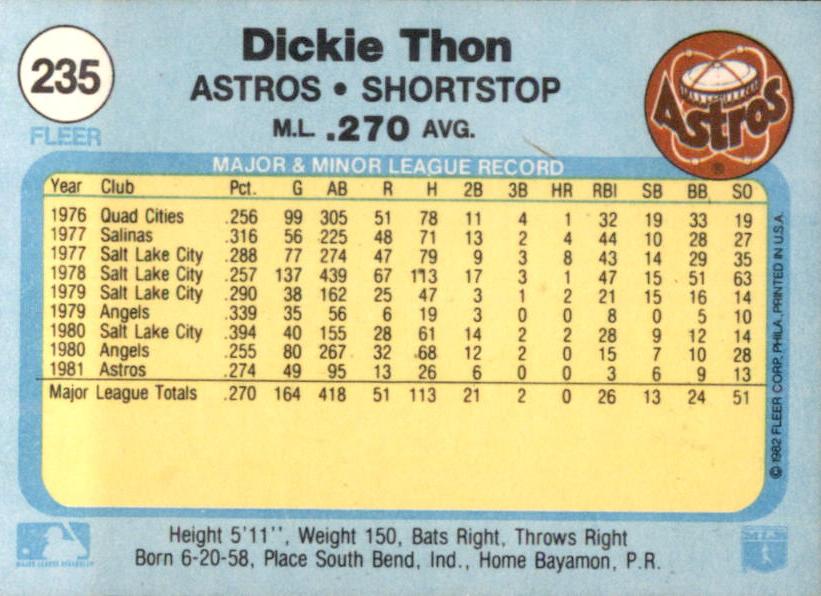 235
FLEER
Dickie Thon
ASTROS • SHORTSTOP
M.L. .270 AVG.
Astros
MAJOR & MINOR LEAGUE RECORD
Year Club Pct. G AB R H 2B 3B HR RBI SB BB SO
1976 Quad Cities .256 99 305 51 78 11 4 1 32 19 33 19
1977 Salinas .316 56 225 48 71 13 2 4 44 10 28 27
1977 Salt Lake City .288 77 274 47 79 9 3 8 43 14 29 35
1978 Salt Lake City .257 137 439 67 113 17 3 1 47 15 51 63
1979 Salt Lake City .290 38 162 25 47 3 1 2 21 15 16 14
1979 Angels .339 35 56 6 19 3 0 0 8 0 5 10
1980 Salt Lake City .394 40 155 28 61 14 2 2 28 9 12 14
1980 Angels .255 80 267 32 68 12 2 0 15 7 10 28
1981 Astros .274 49 95 13 26 6 0 0 3 6 9 13
Major League Totals .270 164 418 51 113 21 2 0 26 13 24 51
© 1982 FLEER CORP. PHILA. PRINTED IN U.S.A.
Height 5'11'', Weight 150, Bats Right, Throws Right
Born 6-20-58, Place South Bend, Ind., Home Bayamon, P.R.